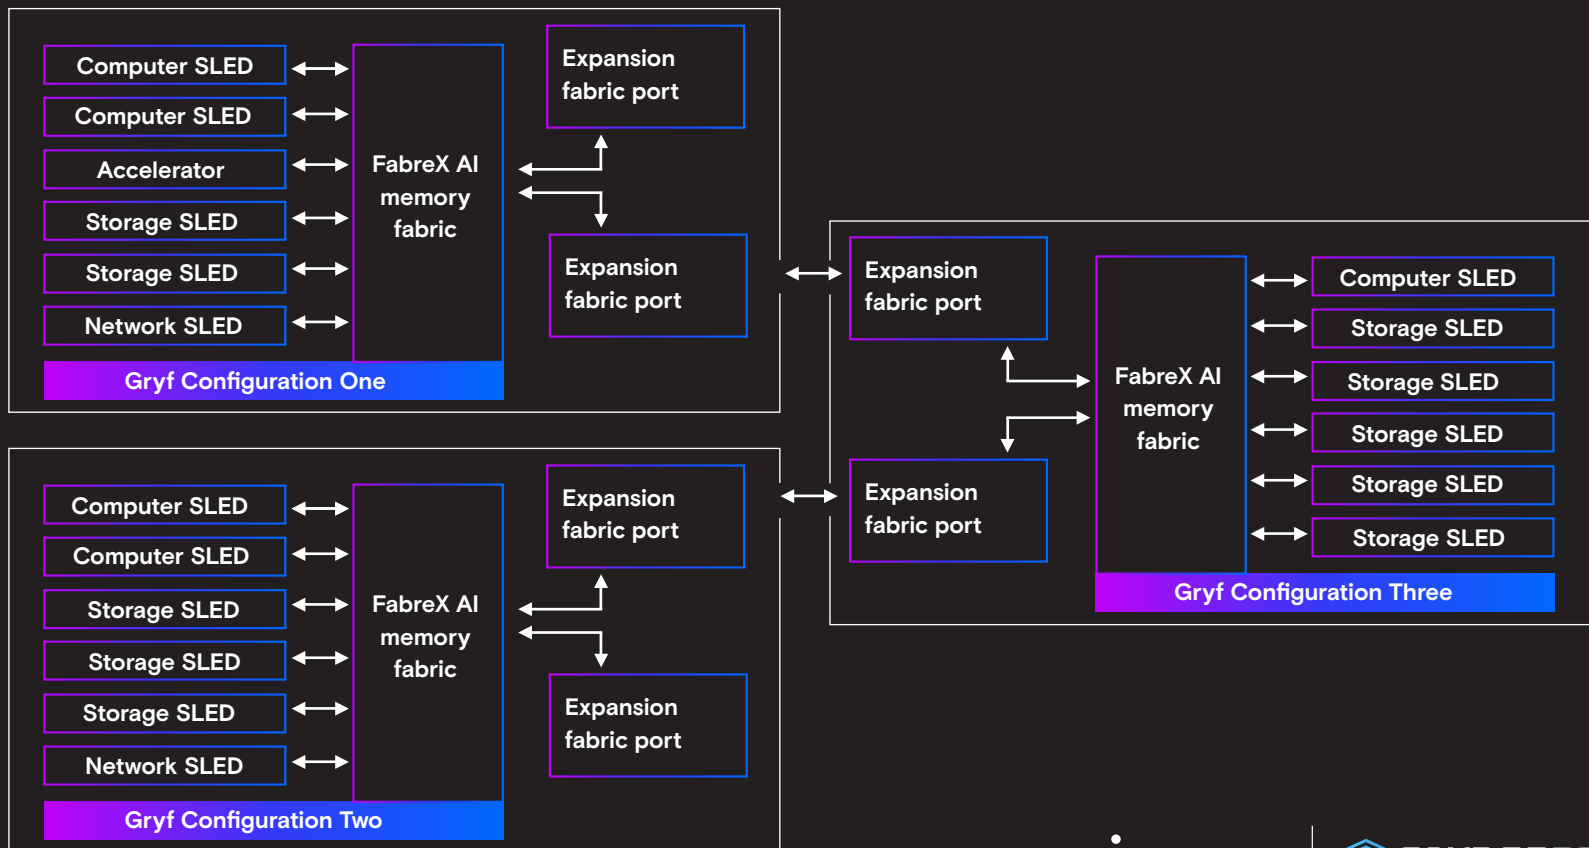 Computer SLED
Computer SLED
Accelerator
Storage SLED
Storage SLED
Network SLED
FabreX AI
memory
fabric
Expansion
fabric port
Expansion
fabric port
Gryf Configuration One
Computer SLED
Computer SLED
Storage SLED
Storage SLED
Storage SLED
Network SLED
FabreX AI
memory
fabric
Expansion
fabric port
Expansion
fabric port
Gryf Configuration Two
Expansion
fabric port
Expansion
fabric port
FabreX AI
memory
fabric
Computer SLED
Storage SLED
Storage SLED
Storage SLED
Storage SLED
Storage SLED
Gryf Configuration Three